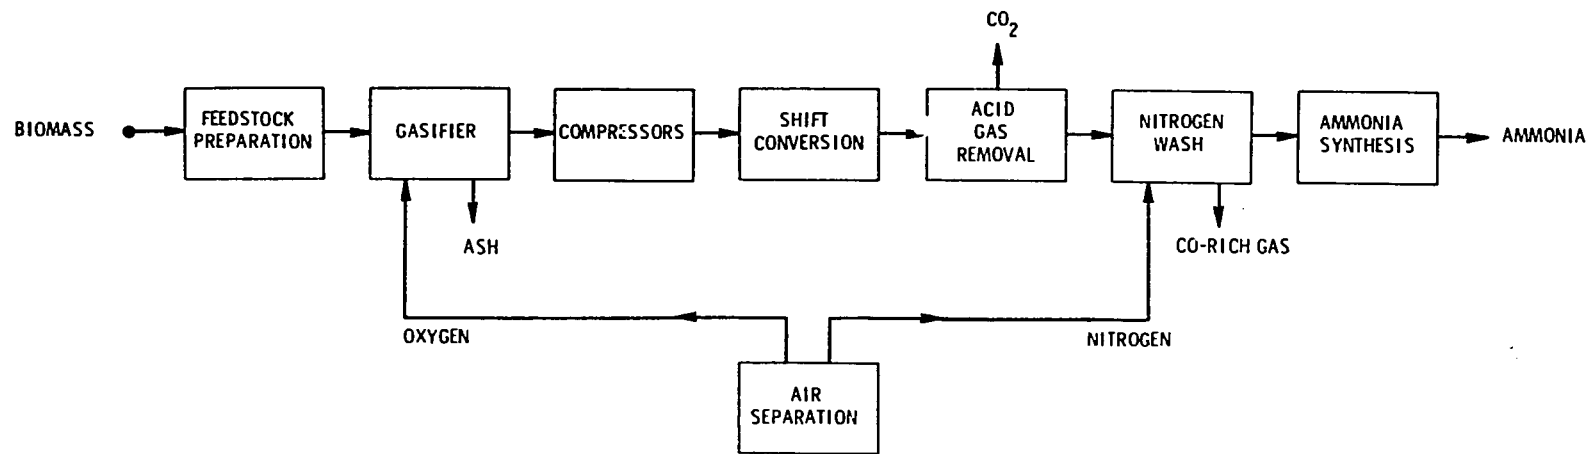 CO2
BIOMASS
FEEDSTOCK
PREPARATION
GASIFIER
COMPRESSORS
SHIFT
CONVERSION
ACID
GAS
REMOVAL
NITROGEN
WASH
AMMONIA
SYNTHESIS
AMMONIA
ASH
CO-RICH GAS
OXYGEN
NITROGEN
AIR
SEPARATION